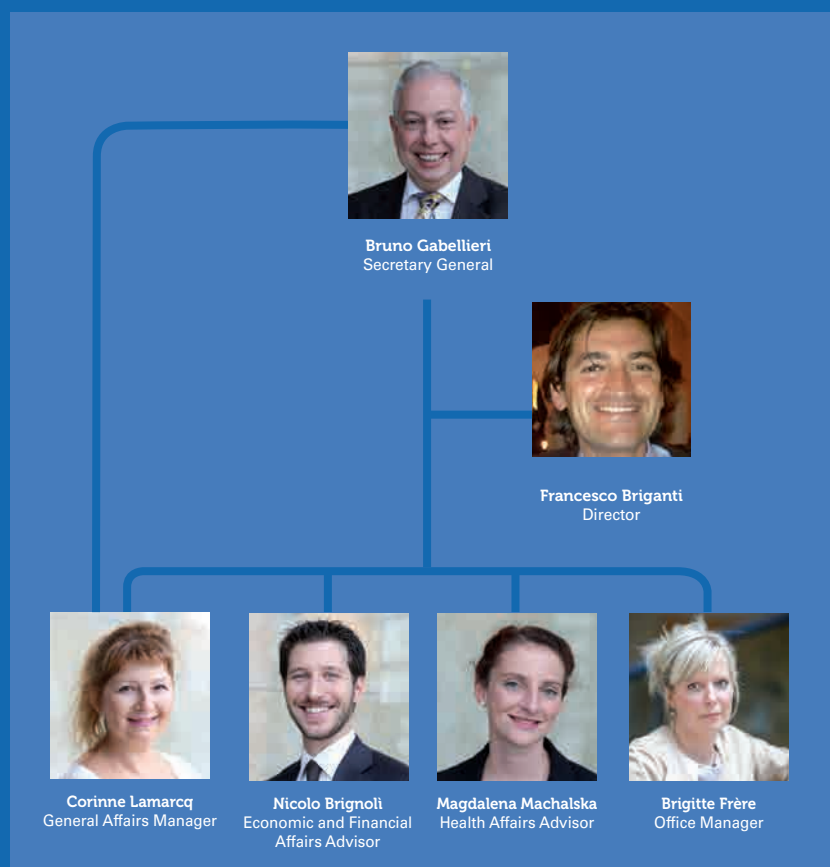 Bruno Gabellieri
Secretary General
Francesco Briganti
Director
Corinne Lamarcq
General Affairs Manager
Nicolo Brignoli
Economic and Financial
Affairs Advisor
Magdalena Machalska
Health Affairs Advisor
Brigitte Frère
Office Manager